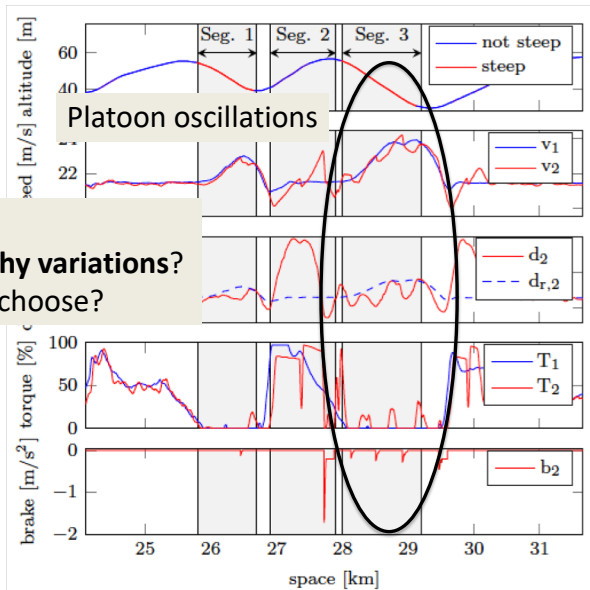 Seg. 1 Seg. 2 Seg. 3
altitude [m]
60
40
not steep
steep
Platoon oscillations
[m/s]
24
22
v1
v2
variations?
choose?
d2
dr,2
torque [%]
100
50
0
T1
T2
brake [m/s2]
0
−1
−2
b2
25 26 27 28 29 30 31
space [km]